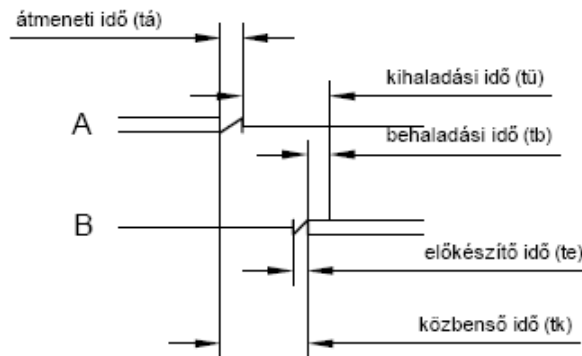 átmeneti idő (tá)
kihaladási idő (tü)
A
behaladási idő (tb)
B
előkészítő idő (te)
közbenső idő (tk)